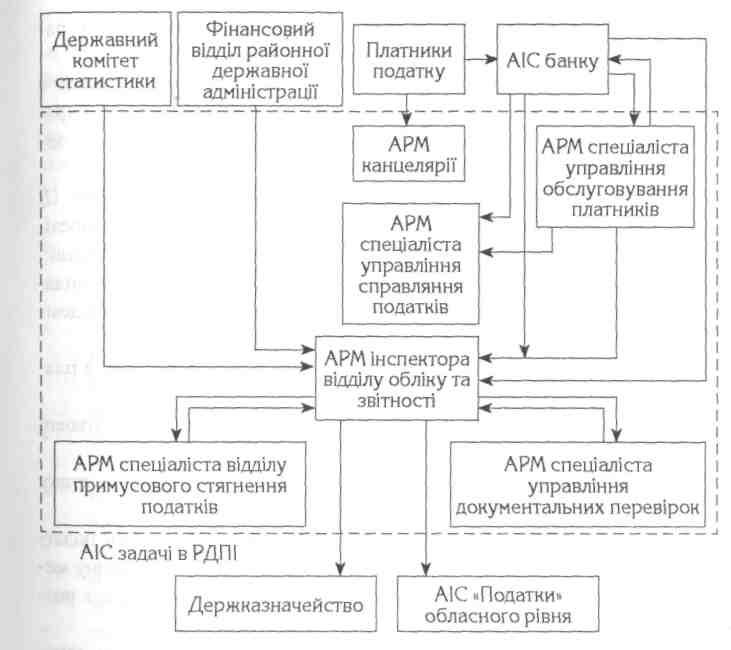 Державний
комітет
статистики
Фінансовий
відділ районної
державної
адміністрації
Платники
податку
АІС банку
АРМ
канцелярії
АРМ спеціаліста
управління
обслуговування
платників
АРМ
спеціаліста
управління
справляння
податків
АРМ інспектора
відділу обліку та
звітності
АРМ спеціаліста відділу
примусового стягнення
податків
АРМ спеціаліста
управління
документальних перевірок
АІС задачі в РДПІ
Держказначейство
АІС «Податки»
обласного рівня